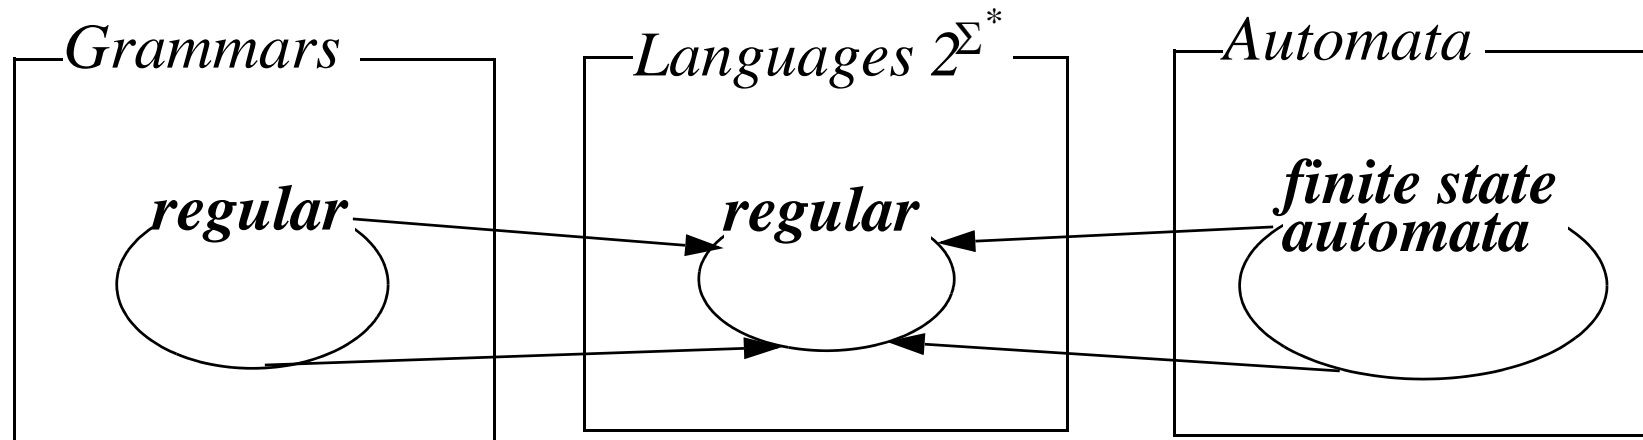 Grammars
Languages 2^Σ*
Automata
regular
regular
finite state
automata